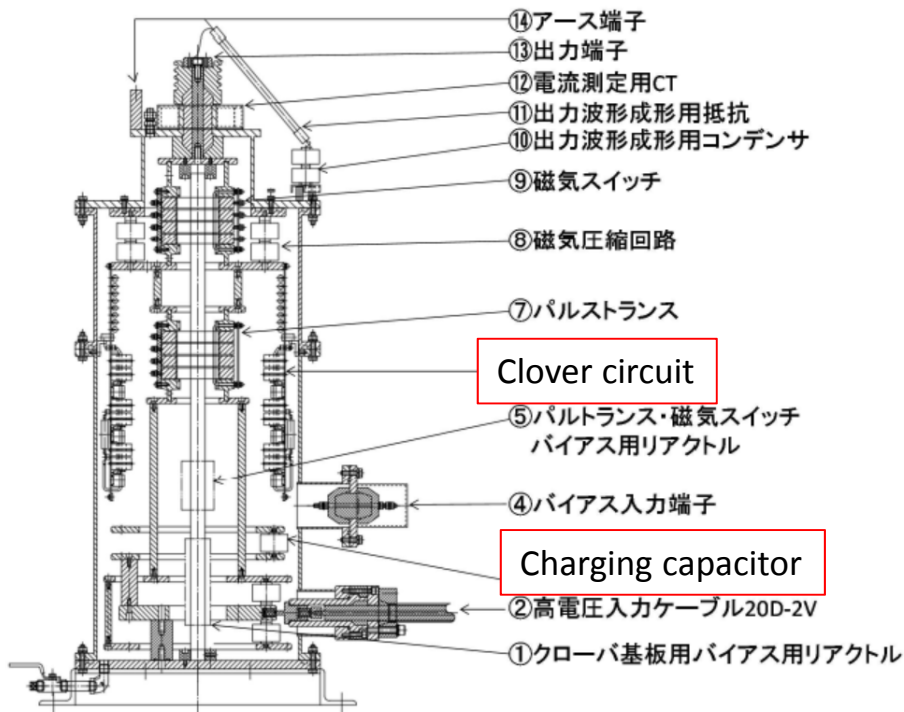 ⑭アース端子
⑬出力端子
⑫電流測定用CT
⑪出力波形成形用抵抗
⑩出力波形成形用コンデンサ
⑨磁気スイッチ
⑧磁気圧縮回路
⑦パルストランス
Clover circuit
⑤パルトランス・磁気スイッチ
バイアス用リアクトル
④バイアス入力端子
Charging capacitor
②高電圧入力ケーブル20D-2V
①クローバ基板用バイアス用リアクトル